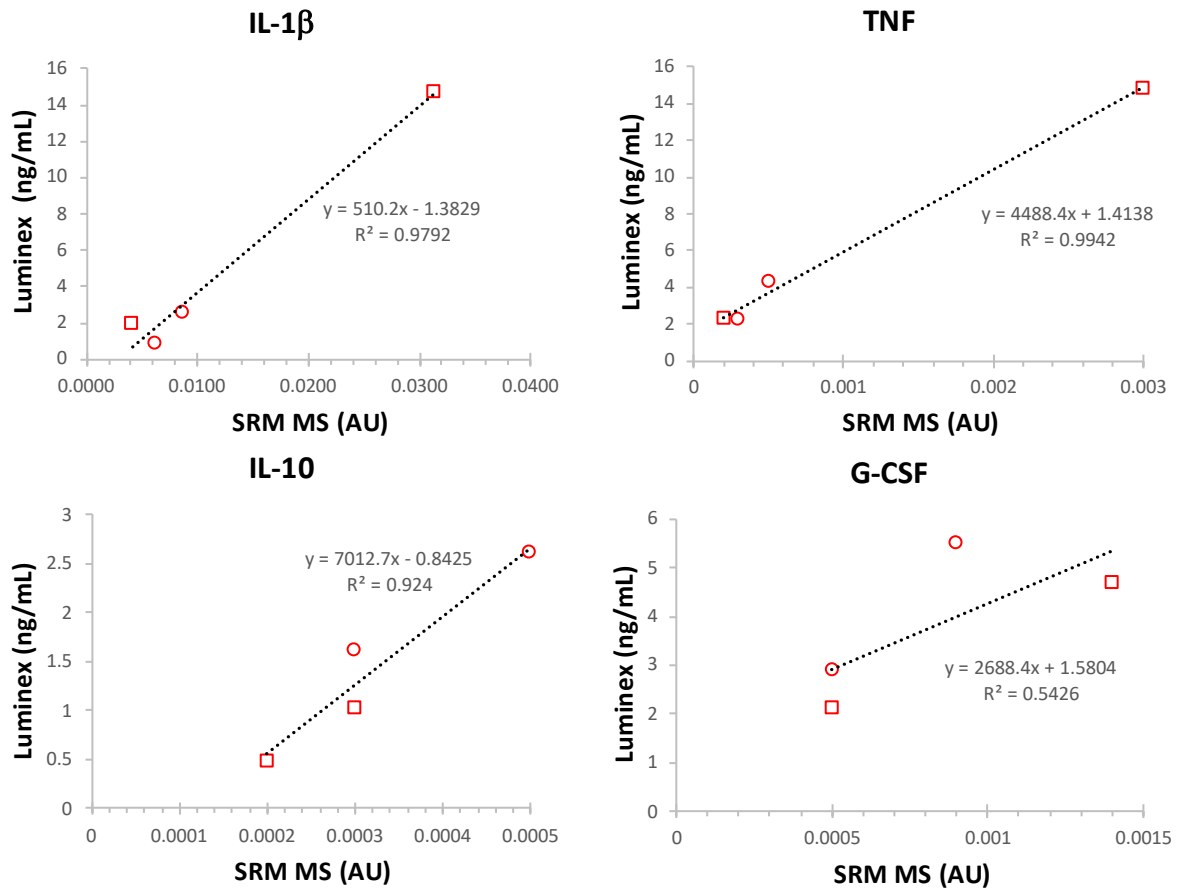 IL-1β
Luminex (ng/mL)
16
14
12
10
8
6
4
2
0
y = 510.2x - 1.3829
R² = 0.9792
0.0000
0.0100
0.0200
0.0300
0.0400
SRM MS (AU)
TNF
Luminex (ng/mL)
16
14
12
10
8
6
4
2
0
y = 4488.4x + 1.4138
R² = 0.9942
0
0.001
0.002
0.003
SRM MS (AU)
IL-10
Luminex (ng/mL)
3
2.5
2
1.5
1
0.5
0
y = 7012.7x - 0.8425
R² = 0.924
0
0.0001
0.0002
0.0003
0.0004
0.0005
SRM MS (AU)
G-CSF
Luminex (ng/mL)
6
5
4
3
2
1
0
y = 2688.4x + 1.5804
R² = 0.5426
0
0.0005
0.001
0.0015
SRM MS (AU)